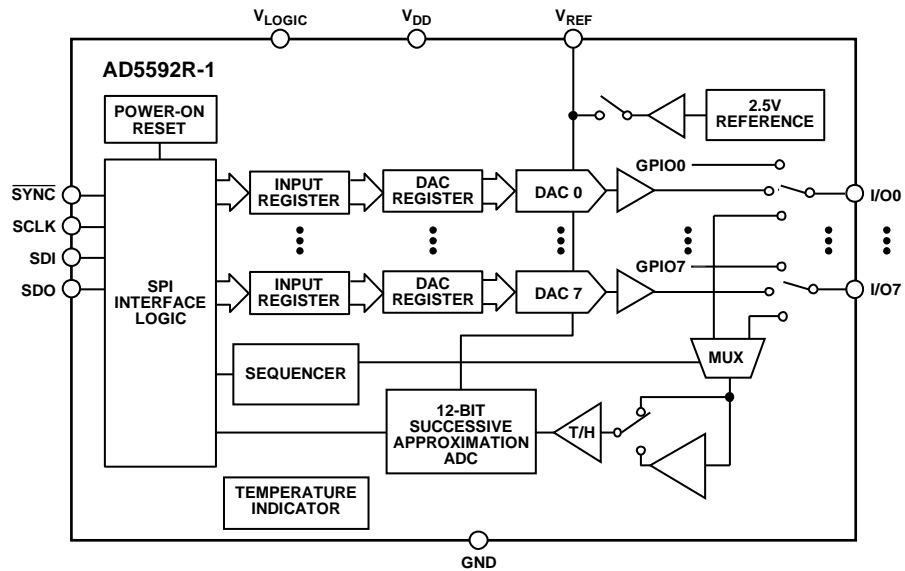 VLOGIC
VDD
VREF
AD5592R-1
POWER-ON
RESET
2.5V
REFERENCE
SYNC
SCLK
SDI
SDO
SPI
INTERFACE
LOGIC
INPUT
REGISTER
DAC
REGISTER
DAC 0
GPIO0
I/O0
INPUT
REGISTER
DAC
REGISTER
DAC 7
GPIO7
I/O7
SEQUENCER
MUX
12-BIT
SUCCESSIVE
APPROXIMATION
ADC
T/H
TEMPERATURE
INDICATOR
GND